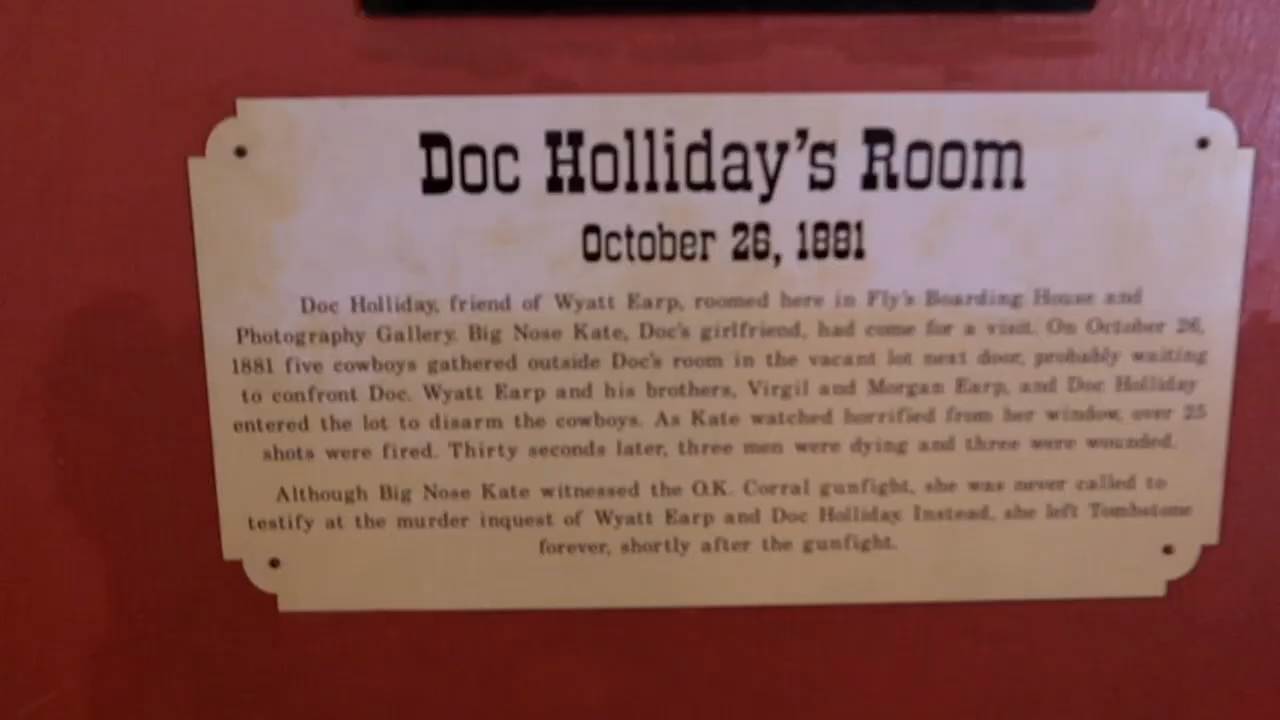 Doc Holliday's Room
October 26, 1881
Doc Holliday, friend of Wyatt Earp, roomed here in Fly's Boarding House and
Photography Gallery. Big Nose Kate, Doc's girlfriend, had come for a visit. On October 26,
1881 five cowboys gathered outside Doc's room in the vacant lot next door, probably waiting
to confront Doc. Wyatt Earp and his brothers, Virgil and Morgan Earp, and Doc Holliday
entered the lot to disarm the cowboys. As Kate watched horrified from her window, over 25
shots were fired. Thirty seconds later, three men were dying and three were wounded.
Although Big Nose Kate witnessed the O.K. Corral gunfight, she was never called to
testify at the murder inquest of Wyatt Earp and Doc Holliday. Instead, she left Tombstone
forever, shortly after the gunfight.